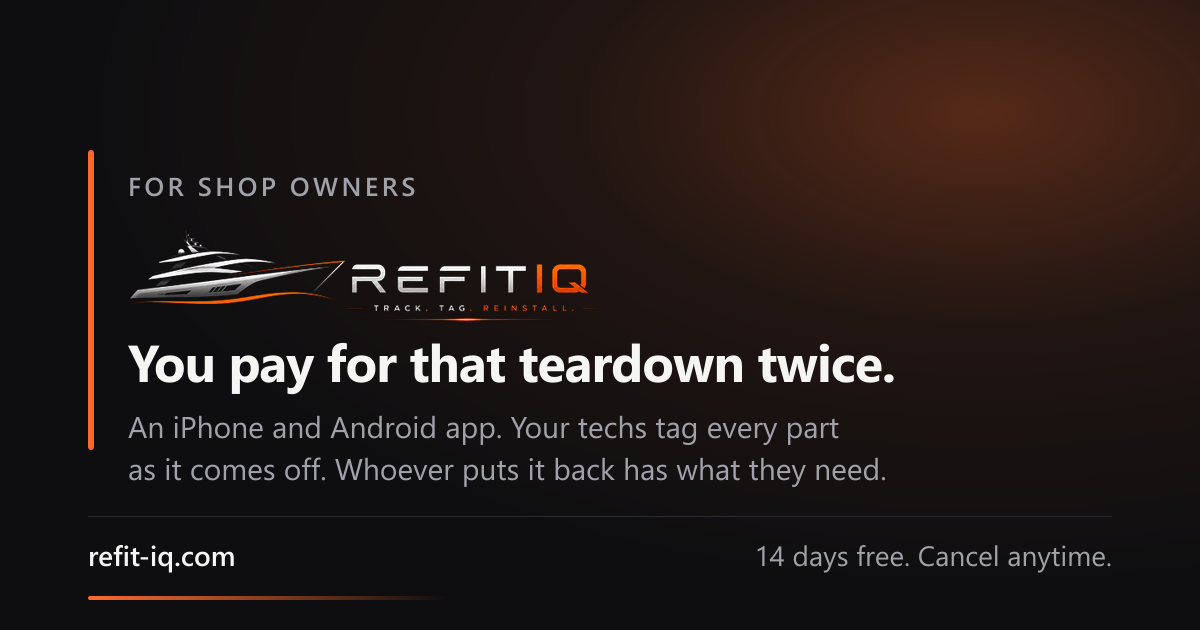 FOR SHOP OWNERS
REFITIQ
TRACK. TAG. REINSTALL.
You pay for that teardown twice.
An iPhone and Android app. Your techs tag every part
as it comes off. Whoever puts it back has what they need.
refit-iq.com
14 days free. Cancel anytime.